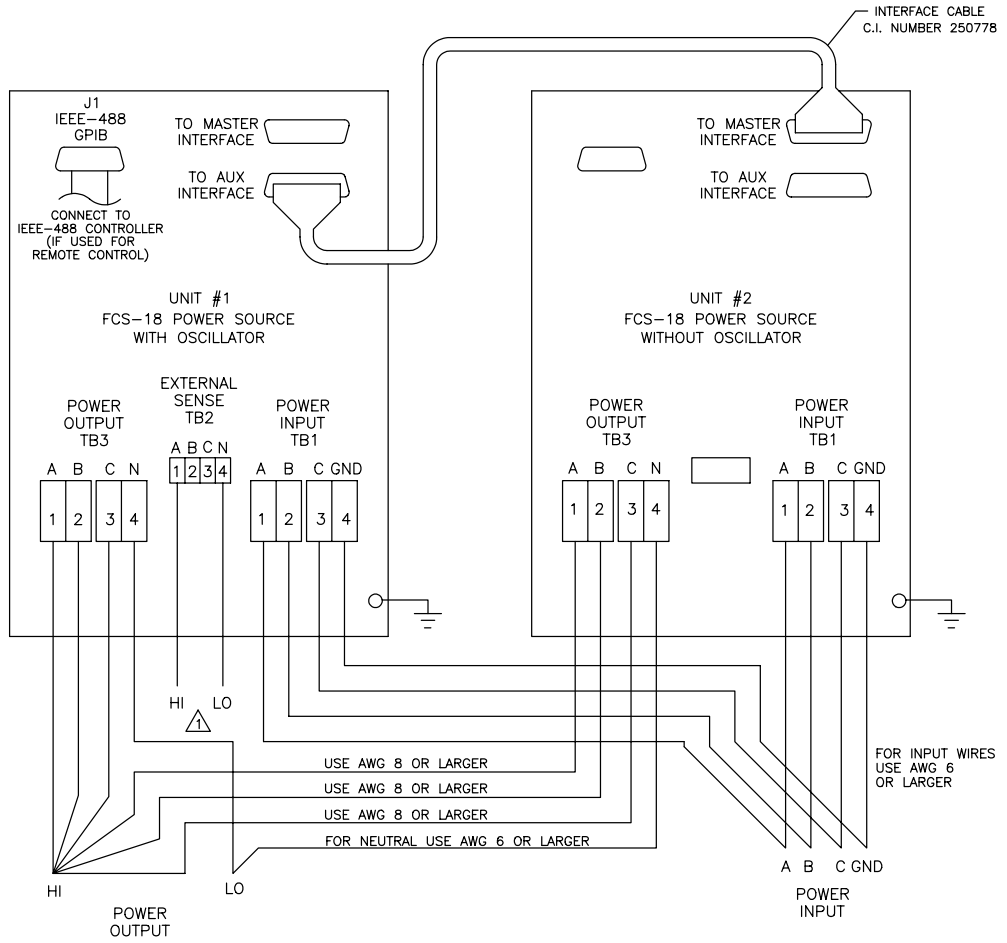 INTERFACE CABLE
C.I. NUMBER 250778
J1
IEEE-488
GPIB
TO MASTER
INTERFACE
TO AUX
INTERFACE
CONNECT TO
IEEE-488 CONTROLLER
(IF USED FOR
REMOTE CONTROL)
UNIT #1
FCS-18 POWER SOURCE
WITH OSCILLATOR
POWER
OUTPUT
TB3
A B C N
1 2 3 4
EXTERNAL
SENSE
TB2
A B C N
1 2 3 4
POWER
INPUT
TB1
A B C GND
1 2 3 4
TO MASTER
INTERFACE
TO AUX
INTERFACE
UNIT #2
FCS-18 POWER SOURCE
WITHOUT OSCILLATOR
POWER
OUTPUT
TB3
A B C N
1 2 3 4
POWER
INPUT
TB1
A B C GND
1 2 3 4
HI LO
1
USE AWG 8 OR LARGER
USE AWG 8 OR LARGER
USE AWG 8 OR LARGER
FOR NEUTRAL USE AWG 6 OR LARGER
FOR INPUT WIRES
USE AWG 6
OR LARGER
HI LO
POWER
OUTPUT
A B C GND
POWER
INPUT